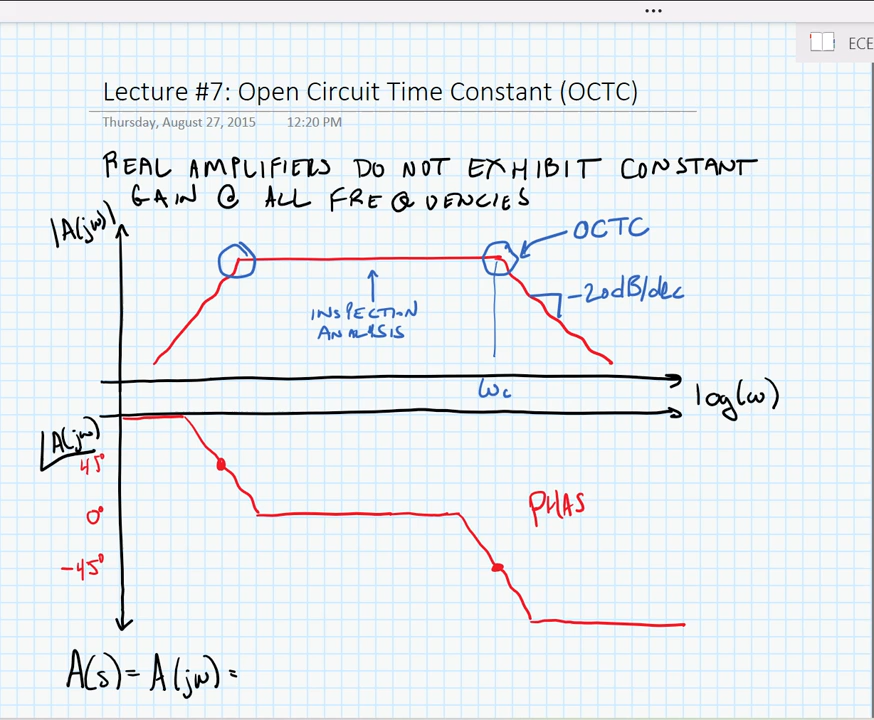 ECE
Lecture #7: Open Circuit Time Constant (OCTC)
Thursday, August 27, 2015 12:20 PM
REAL AMPLIFIERS DO NOT EXHIBIT CONSTANT
GAIN @ ALL FREQUENCIES
|A(jω)|
OCTC
-20dB/dec
INSPECTION
ANALYSIS
ωc
log(ω)
∠A(jω)
45°
0°
-45°
PHAS
A(s)= A(jω) =